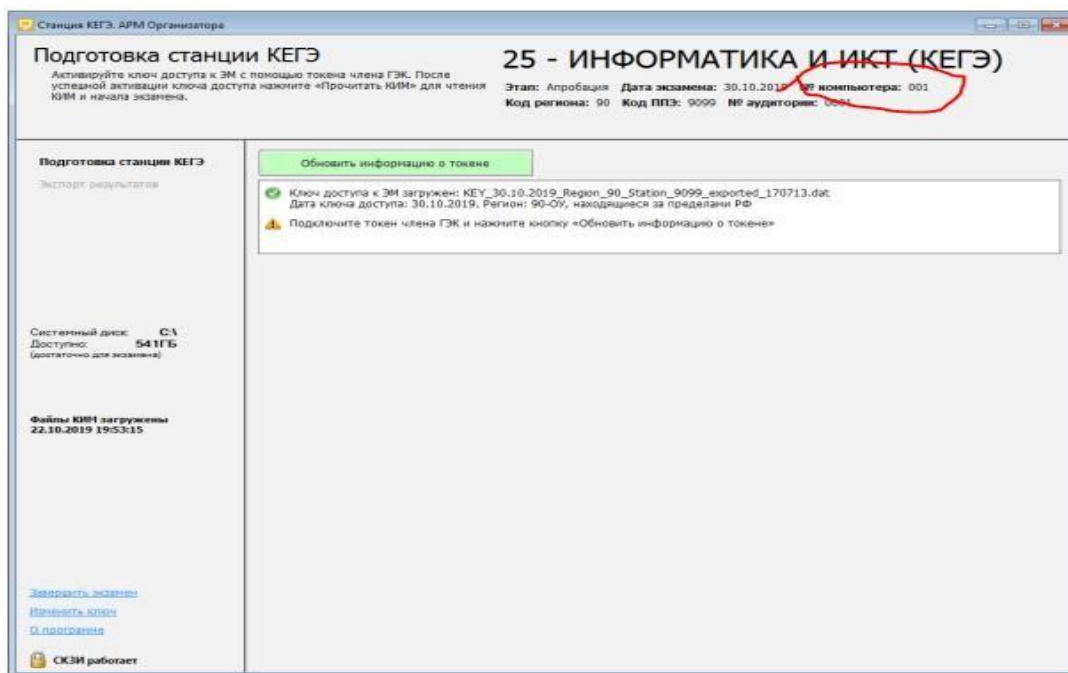 Станция КЕГЭ. АРМ Организатора
Подготовка станции КЕГЭ
Активируйте ключ доступа к ЭМ с помощью токена члена ГЭК. После
успешной активации ключа доступа нажмите «Прочитать КИМ» для чтения
КИМ и начала экзамена.
25 - ИНФОРМАТИКА И ИКТ (КЕГЭ)
Этап: Апробация Дата экзамена: 30.10.2019 № компьютера: 001
Код региона: 90 Код ППЭ: 9099 № аудитории: 0001
Подготовка станции КЕГЭ
Экспорт результатов
Обновить информацию о токене
Ключ доступа к ЭМ загружен: KEY_30.10.2019_Region_90_Station_9099_exported_170713.dat
Дата ключа доступа: 30.10.2019. Регион: 90-ОУ, находящиеся за пределами РФ
Подключите токен члена ГЭК и нажмите кнопку «Обновить информацию о токене»
Системный диск: C:\
Доступно: 541ГБ
(достаточно для экзамена)
Файлы КИМ загружены
22.10.2019 19:53:15
Завершить экзамен
Изменить ключ
О программе
СКЗИ работает